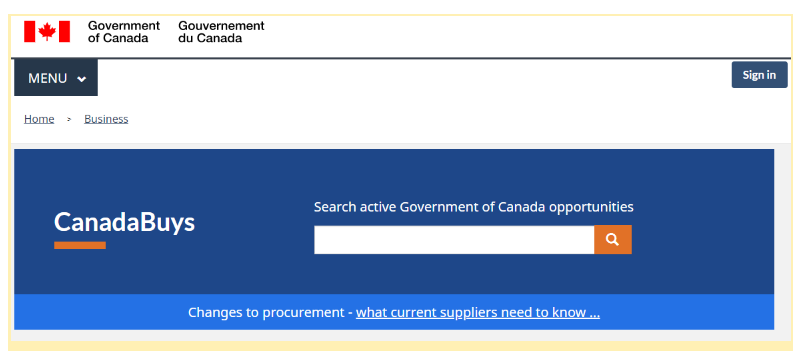 Government Gouvernement
of Canada du Canada
MENU
Sign in
Home > Business
CanadaBuys
Search active Government of Canada opportunities
Changes to procurement - what current suppliers need to know ...